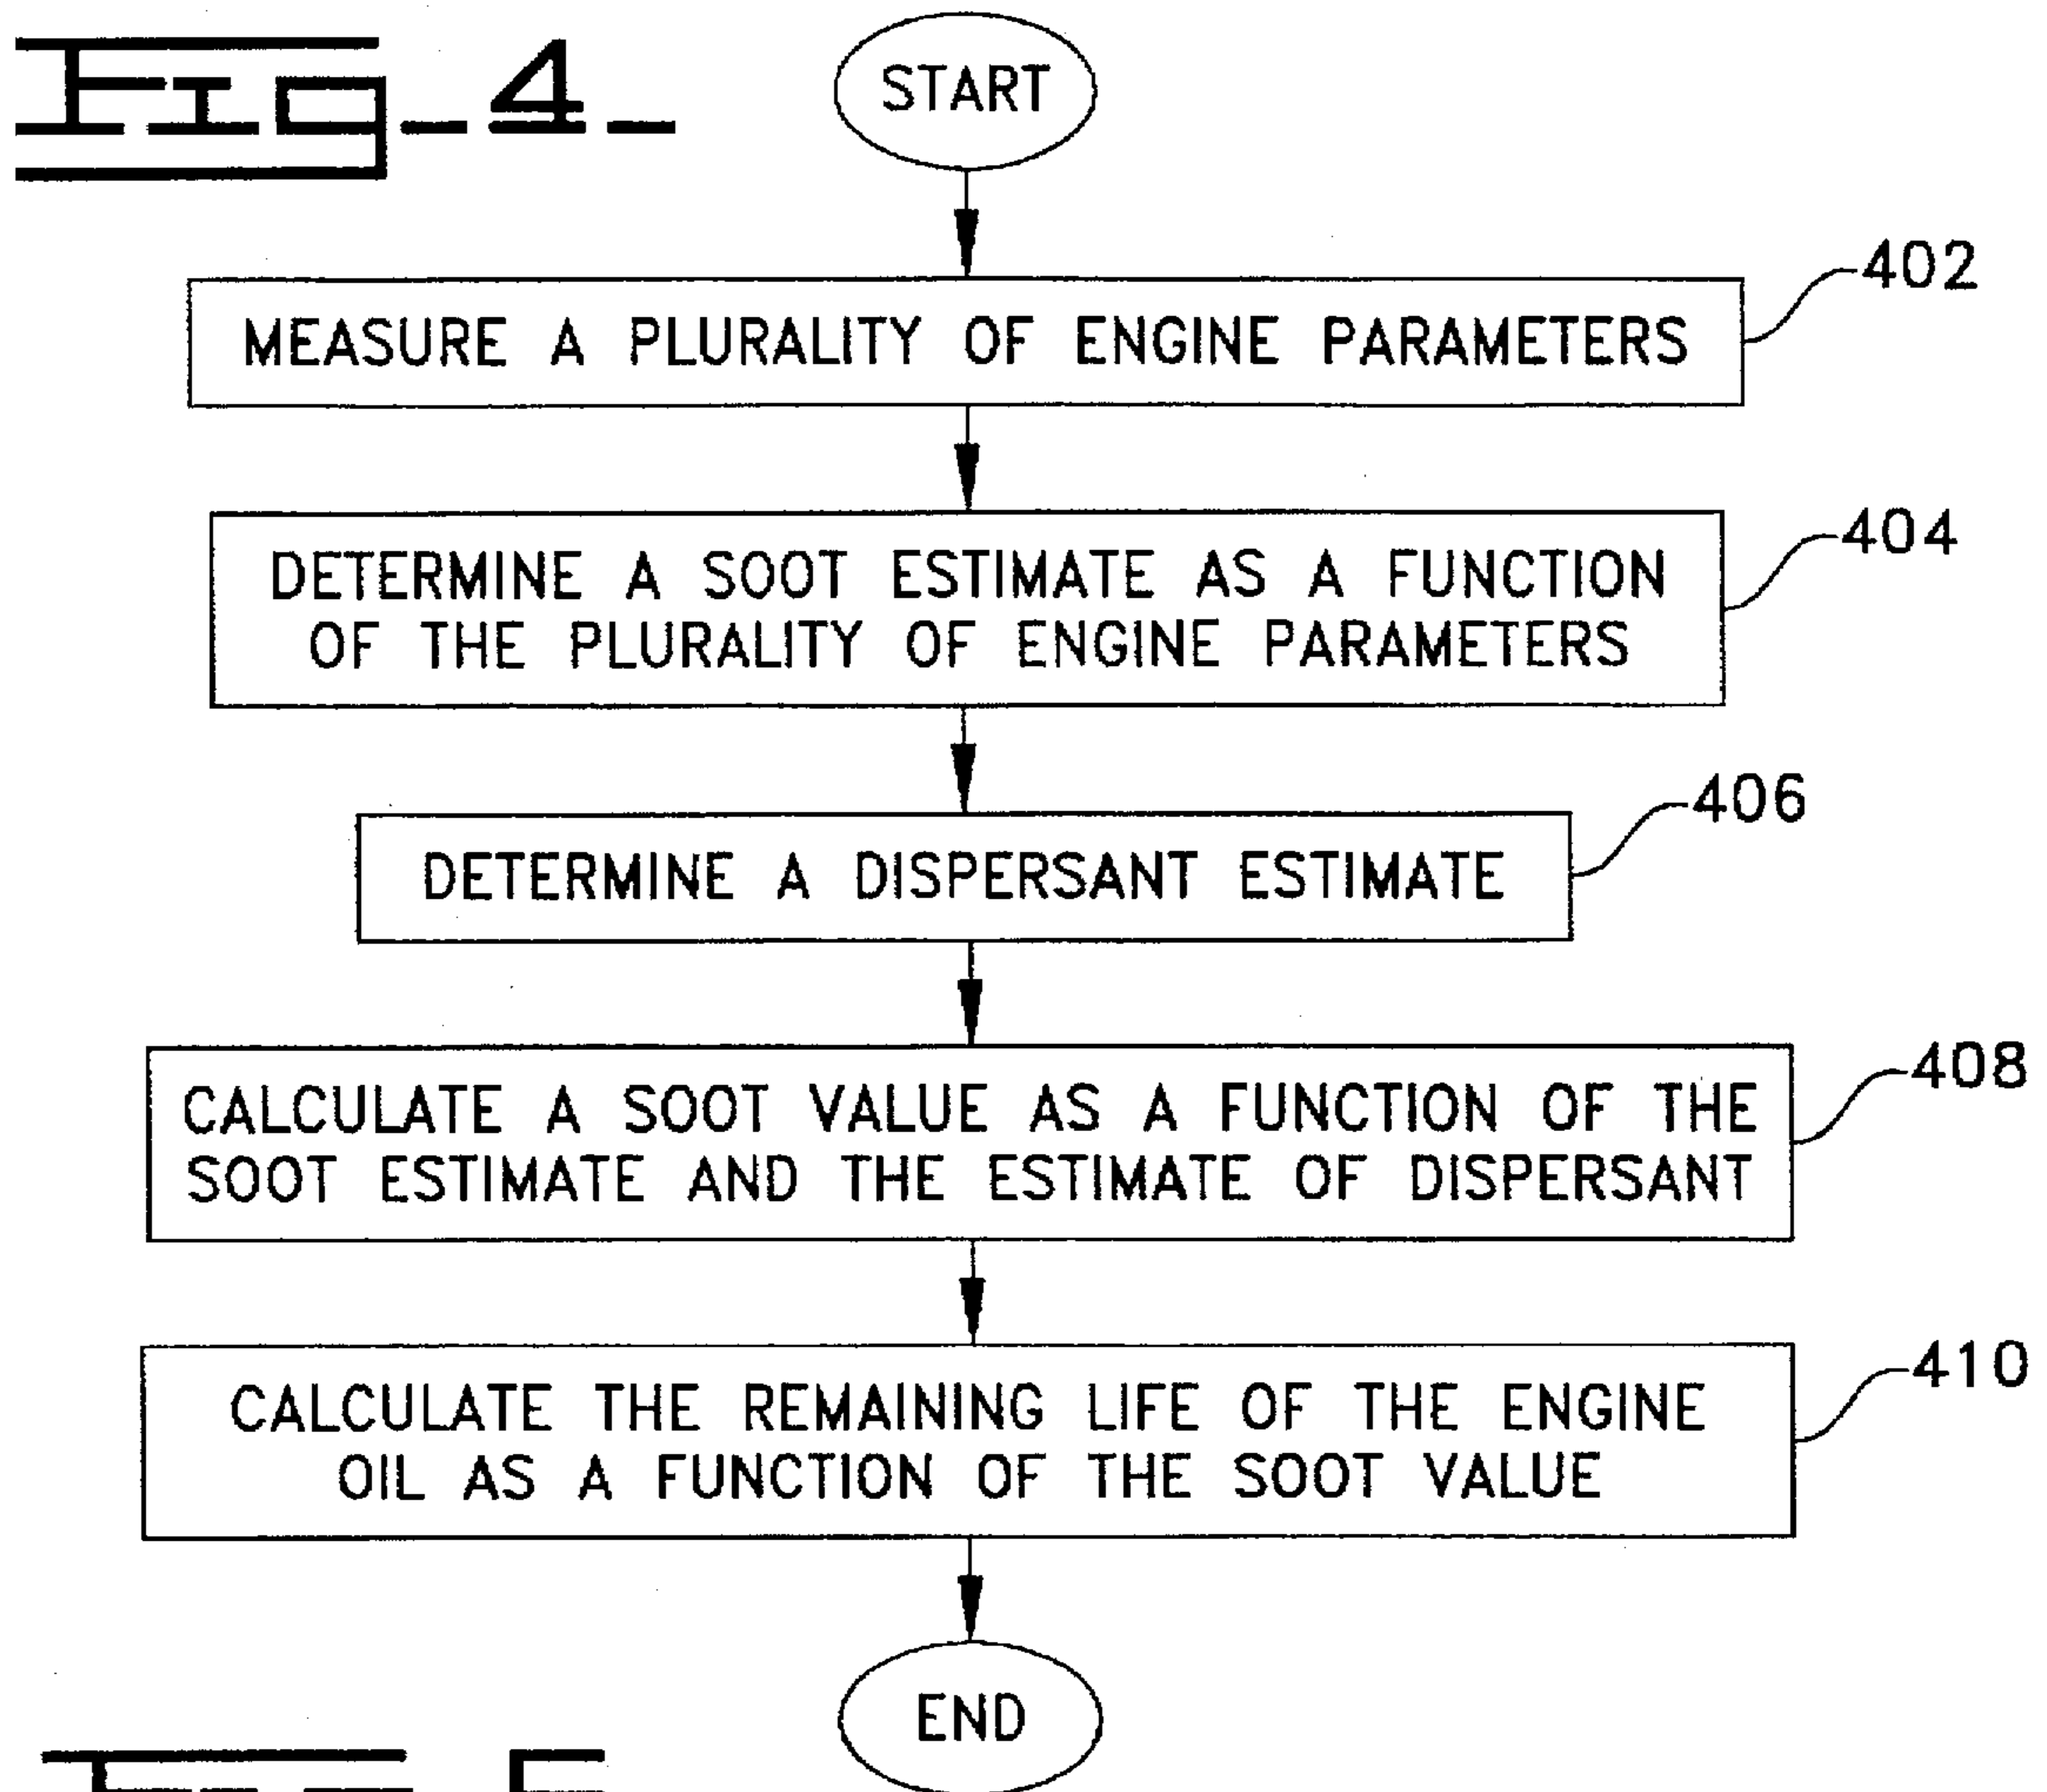 Fig_4_
START
402
MEASURE A PLURALITY OF ENGINE PARAMETERS
404
DETERMINE A SOOT ESTIMATE AS A FUNCTION
OF THE PLURALITY OF ENGINE PARAMETERS
406
DETERMINE A DISPERSANT ESTIMATE
408
CALCULATE A SOOT VALUE AS A FUNCTION OF THE
SOOT ESTIMATE AND THE ESTIMATE OF DISPERSANT
410
CALCULATE THE REMAINING LIFE OF THE ENGINE
OIL AS A FUNCTION OF THE SOOT VALUE
END